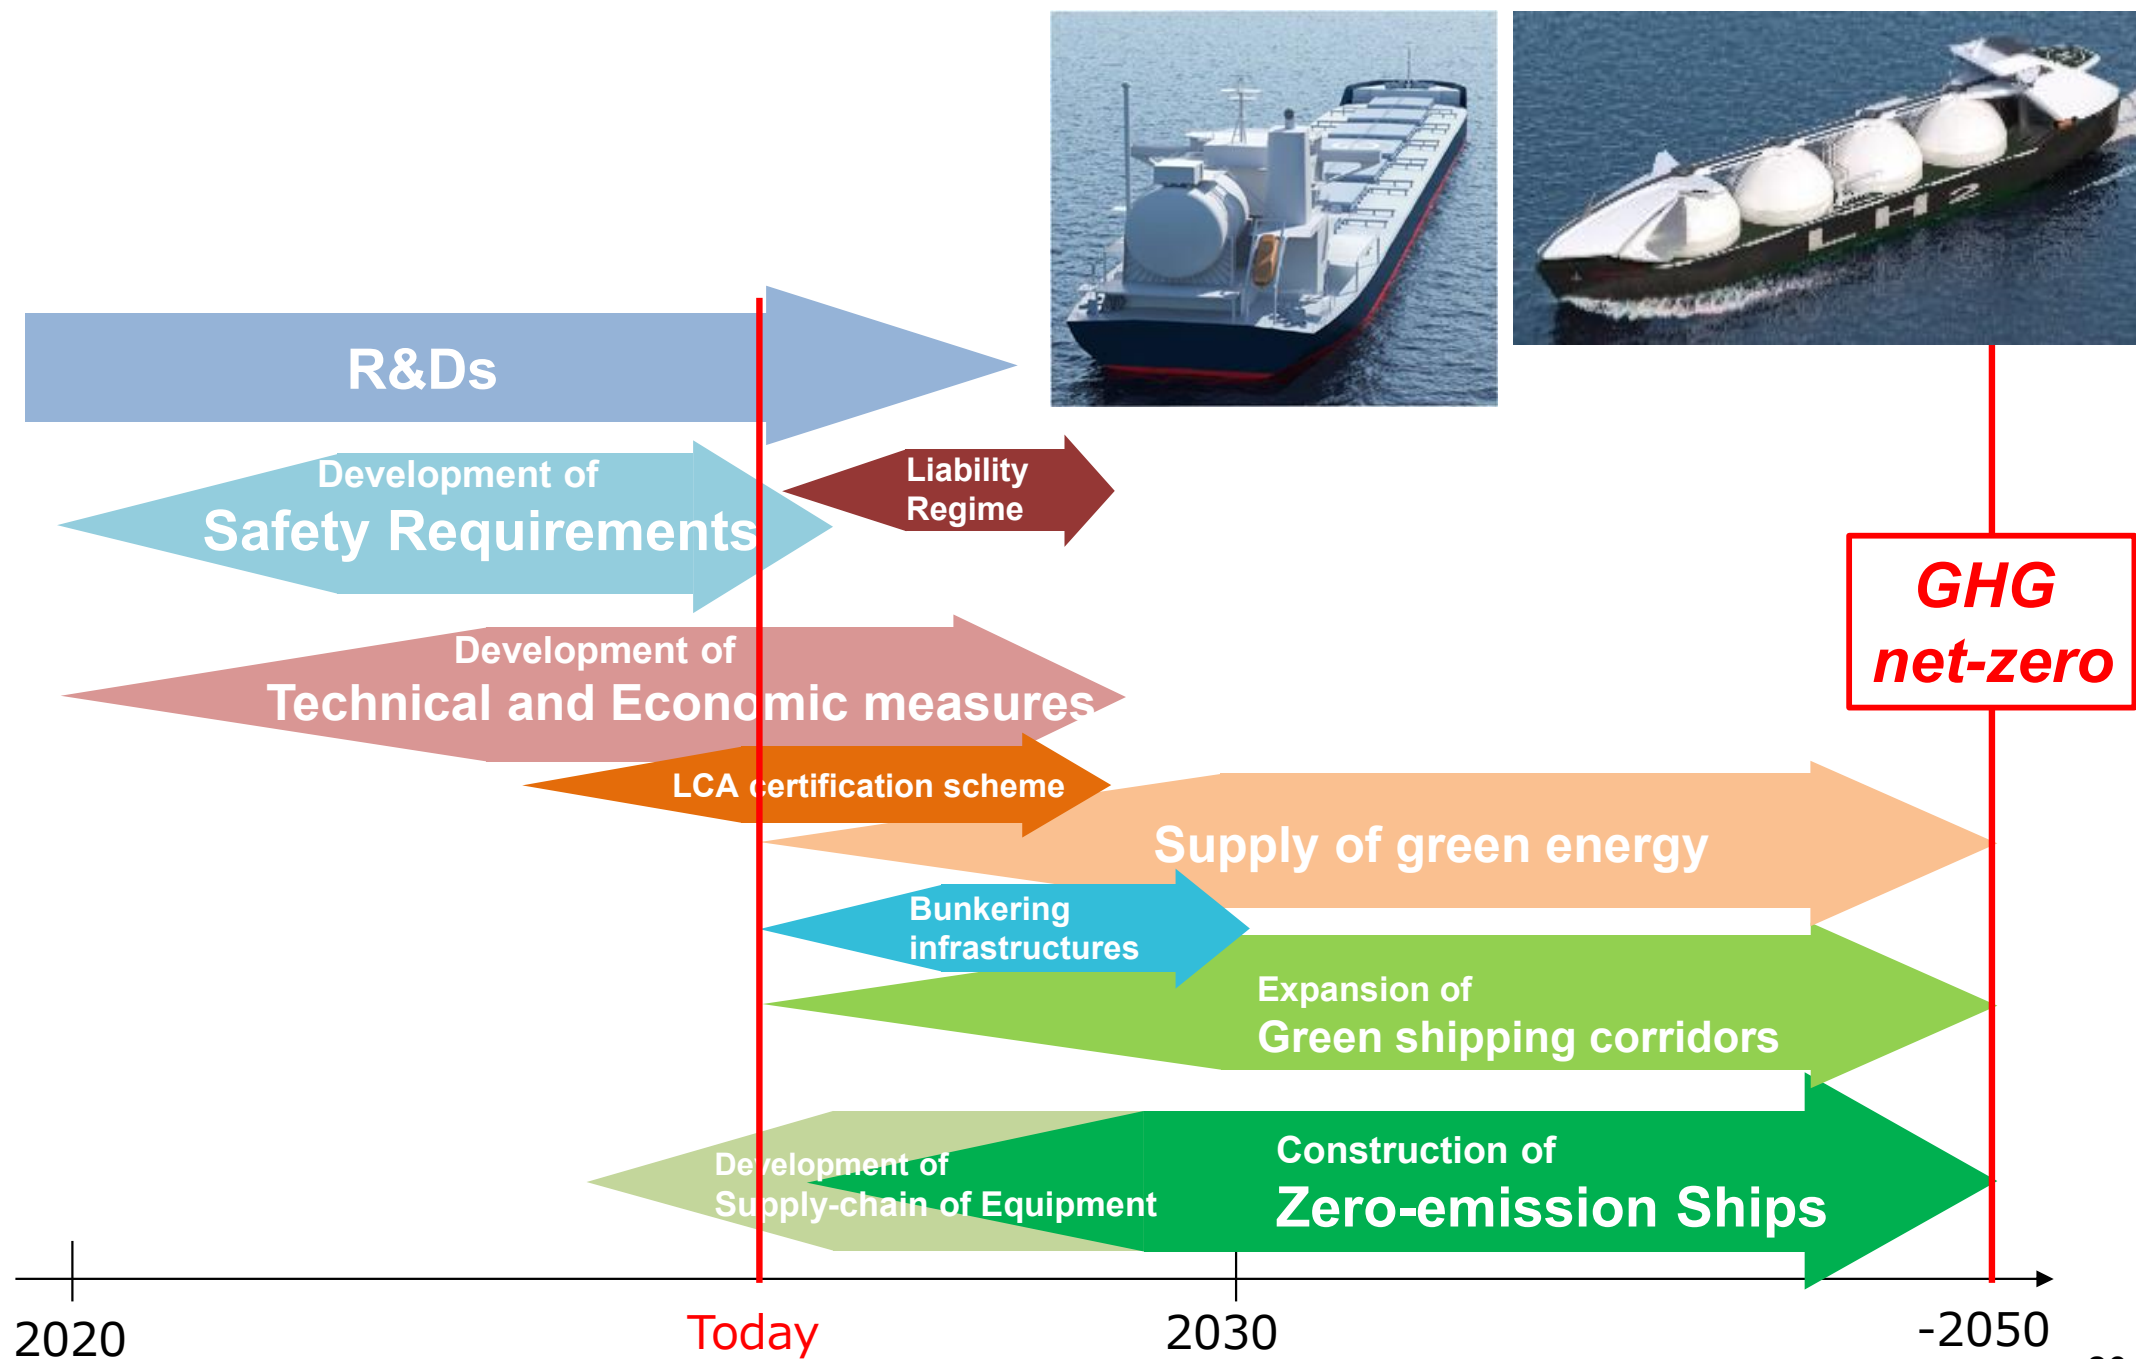 LH2
R&Ds
Development of
Safety Requirements
Liability
Regime
GHG
net-zero
Development of
Technical and Economic measures
LCA certification scheme
Supply of green energy
Bunkering
infrastructures
Expansion of
Green shipping corridors
Development of
Supply-chain of Equipment
Construction of
Zero-emission Ships
2020
Today
2030
-2050